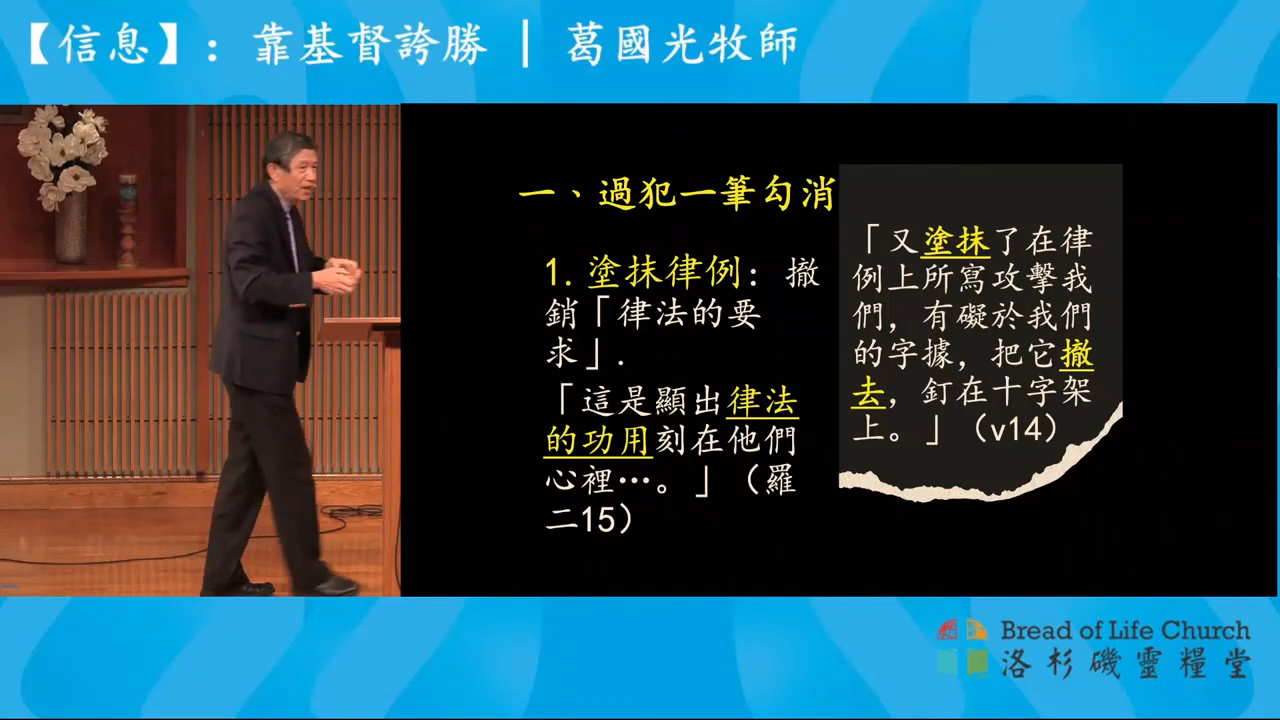 【信息】：靠基督誇勝 | 葛國光牧師
一、過犯一筆勾消
1. 塗抹律例：撤
銷「律法的要
求」.
「這是顯出律法
的功用刻在他們
心裡…。」（羅
二15）
「又塗抹了在律
例上所寫攻擊我
們，有礙於我們
的字據，把它撤
去，釘在十字架
上。」（v14）
Bread of Life Church
洛杉磯靈糧堂